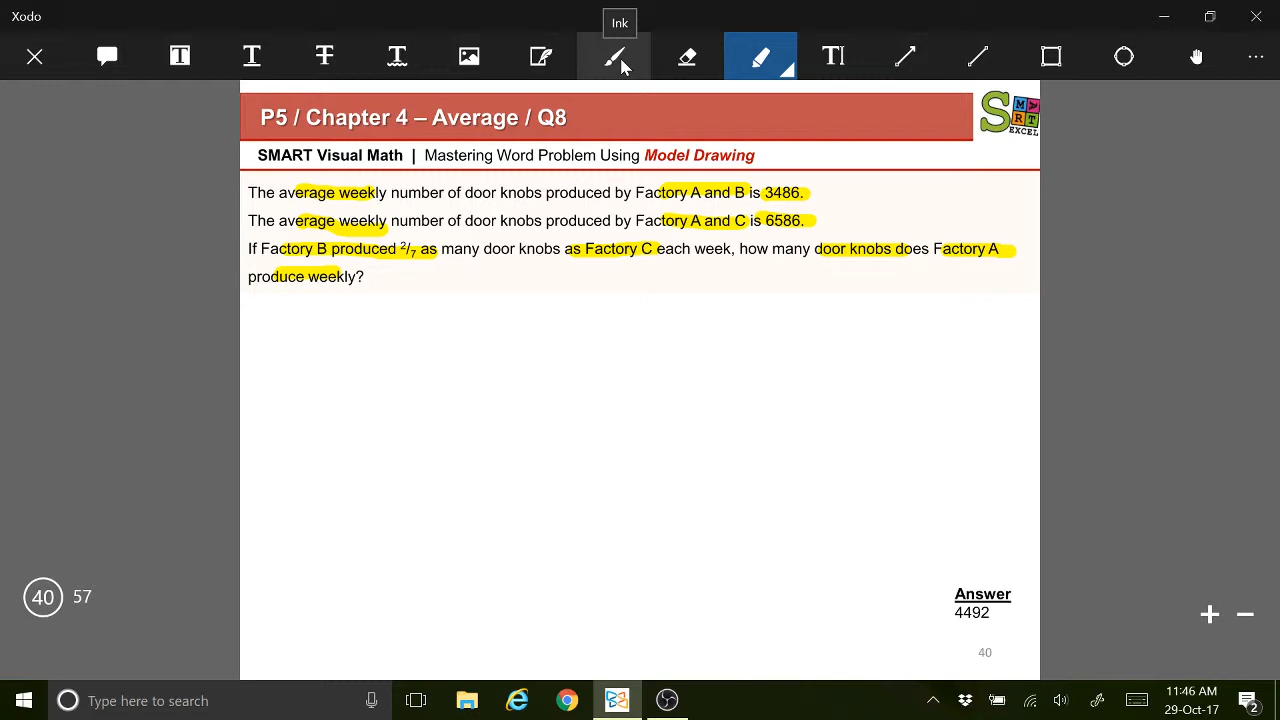 Xodo
Ink
P5 / Chapter 4 – Average / Q8
S MART EXCEL
SMART Visual Math | Mastering Word Problem Using Model Drawing
The average weekly number of door knobs produced by Factory A and B is 3486.
The average weekly number of door knobs produced by Factory A and C is 6586.
If Factory B produced 2/7 as many door knobs as Factory C each week, how many door knobs does Factory A
produce weekly?
40 57
Answer
4492
40
Type here to search
11:46 AM
29-Oct-17
2